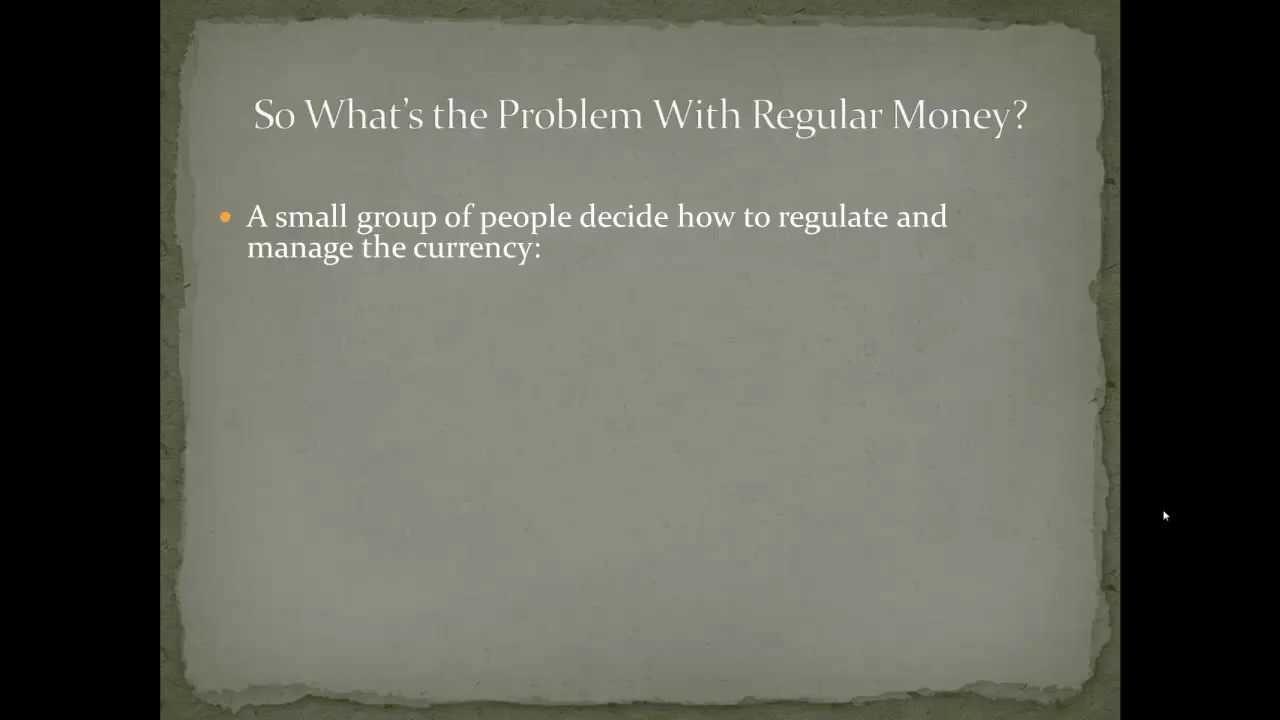 So What's the Problem With Regular Money?
A small group of people decide how to regulate and
manage the currency: